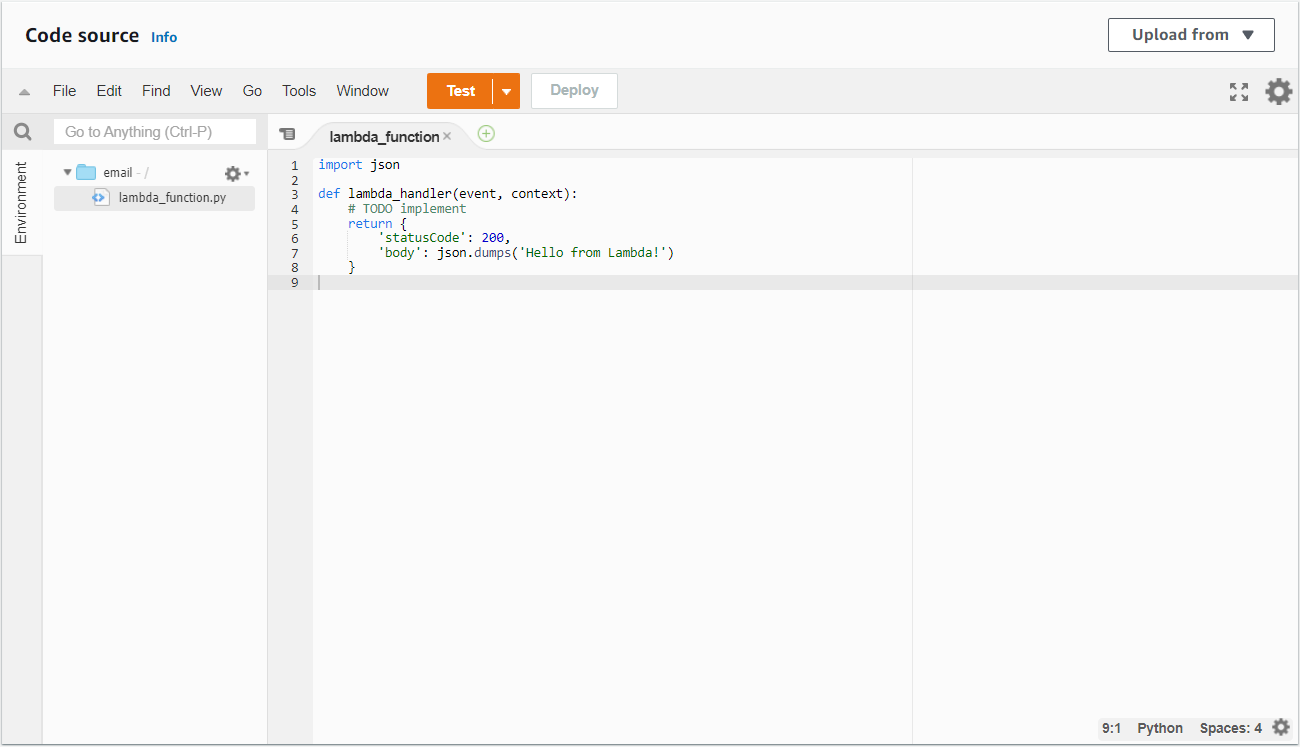 Code source Info Upload from
File Edit Find View Go Tools Window Test Deploy
Go to Anything (Ctrl-P)
lambda_function
Environment
email - /
lambda_function.py
1 import json
2
3 def lambda_handler(event, context):
4     # TODO implement
5     return {
6         'statusCode': 200,
7         'body': json.dumps('Hello from Lambda!')
8     }
9
9:1 Python Spaces: 4